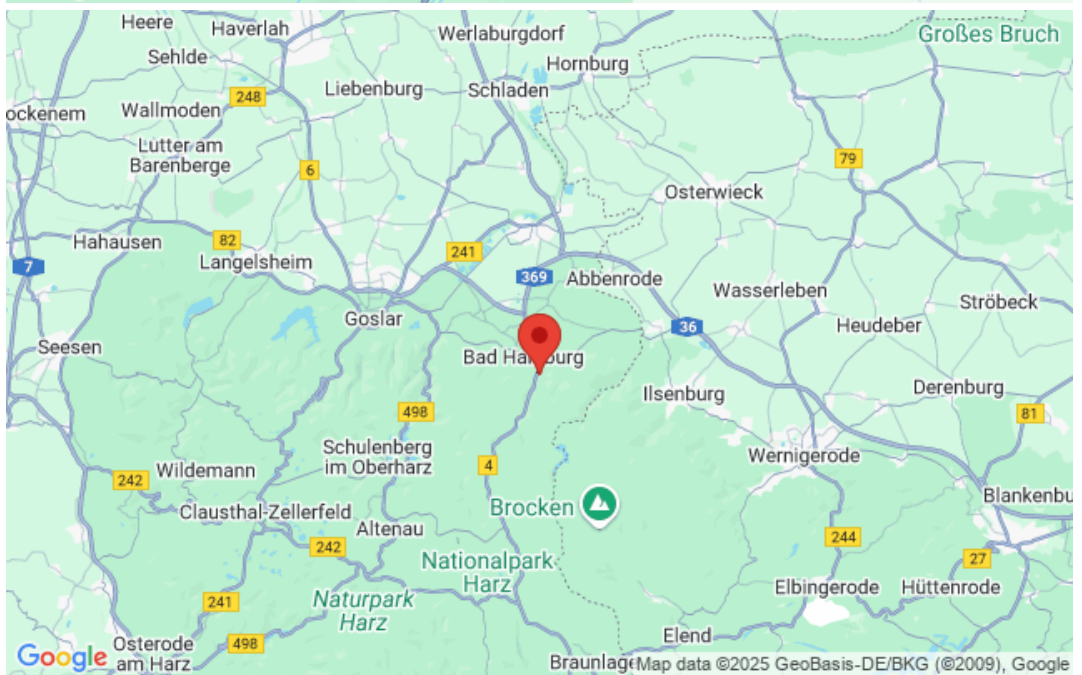 Heere
Haverlah
Werlaburgdorf
Großes Bruch
Sehlde
Hornburg
248
Liebenburg
Schladen
ockenem
Wallmoden
Lutter am
Barenberge
6
79
Osterwieck
Hahausen
82
241
7
Langelsheim
369
Abbenrode
Wasserleben
Ströbeck
Goslar
36
Heudeber
Seesen
Bad Ha
burg
Ilsenburg
Derenburg
498
81
Schulenberg
im Oberharz
Wernigerode
242
Wildemann
4
Brocken
Blankenbu
Clausthal-Zellerfeld
Altenau
242
244
27
Nationalpark
Harz
Elbingerode
Hüttenrode
241
Naturpark
Harz
Osterode
am Harz
498
Elend
Google
Braunlage
Map data ©2025 GeoBasis-DE/BKG (©2009), Google